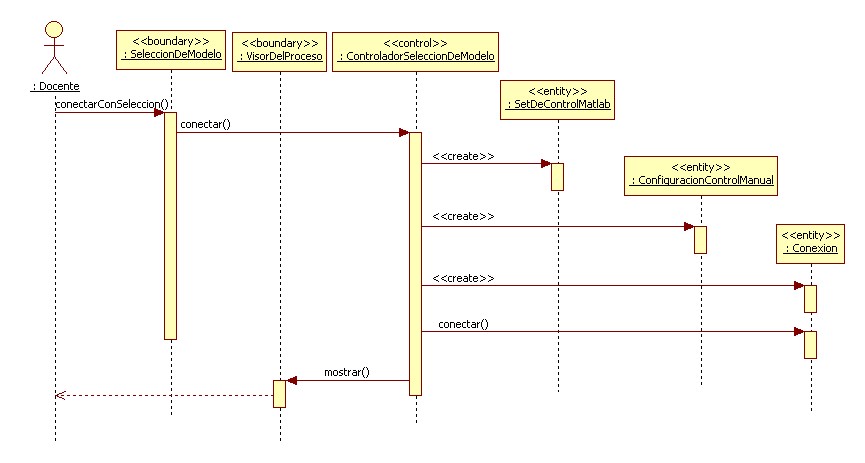 <<boundary>>
: SeleccionDeModelo
<<boundary>>
: VisorDelProceso
<<control>>
: ControladorSeleccionDeModelo
: Docente
<<entity>>
: SetDeControlMatlab
conectarConSeleccion()
conectar()
<<create>>
<<entity>>
: ConfiguracionControlManual
<<create>>
<<entity>>
: Conexion
<<create>>
conectar()
mostrar()